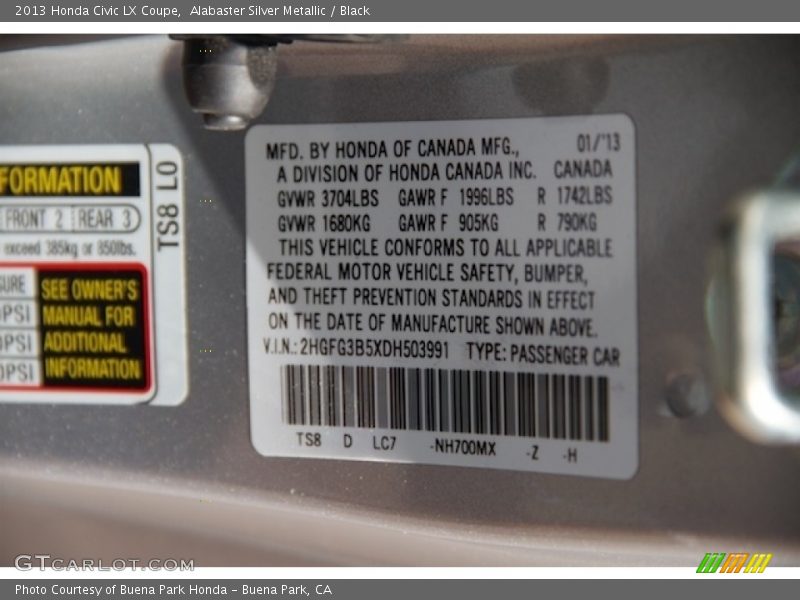 2013 Honda Civic LX Coupe,  Alabaster Silver Metallic / Black
MFD. BY HONDA OF CANADA MFG., 01/'13
A DIVISION OF HONDA CANADA INC. CANADA
GVWR 3704LBS GAWR F 1996LBS R 1742LBS
GVWR 1680KG GAWR F 905KG R 790KG
THIS VEHICLE CONFORMS TO ALL APPLICABLE
FEDERAL MOTOR VEHICLE SAFETY, BUMPER,
AND THEFT PREVENTION STANDARDS IN EFFECT
ON THE DATE OF MANUFACTURE SHOWN ABOVE.
V.I.N.: 2HGFG3B5XDH503991 TYPE: PASSENGER CAR
TS8 D LC7 -NH700MX -Z -H
FORMATION
FRONT 2 REAR 3
exceed 385kg or 850lbs.
SEE OWNER'S
MANUAL FOR
ADDITIONAL
INFORMATION
PSI
PSI
PSI
TS8 L0
GTCARLOT.COM
Photo Courtesy of Buena Park Honda – Buena Park, CA